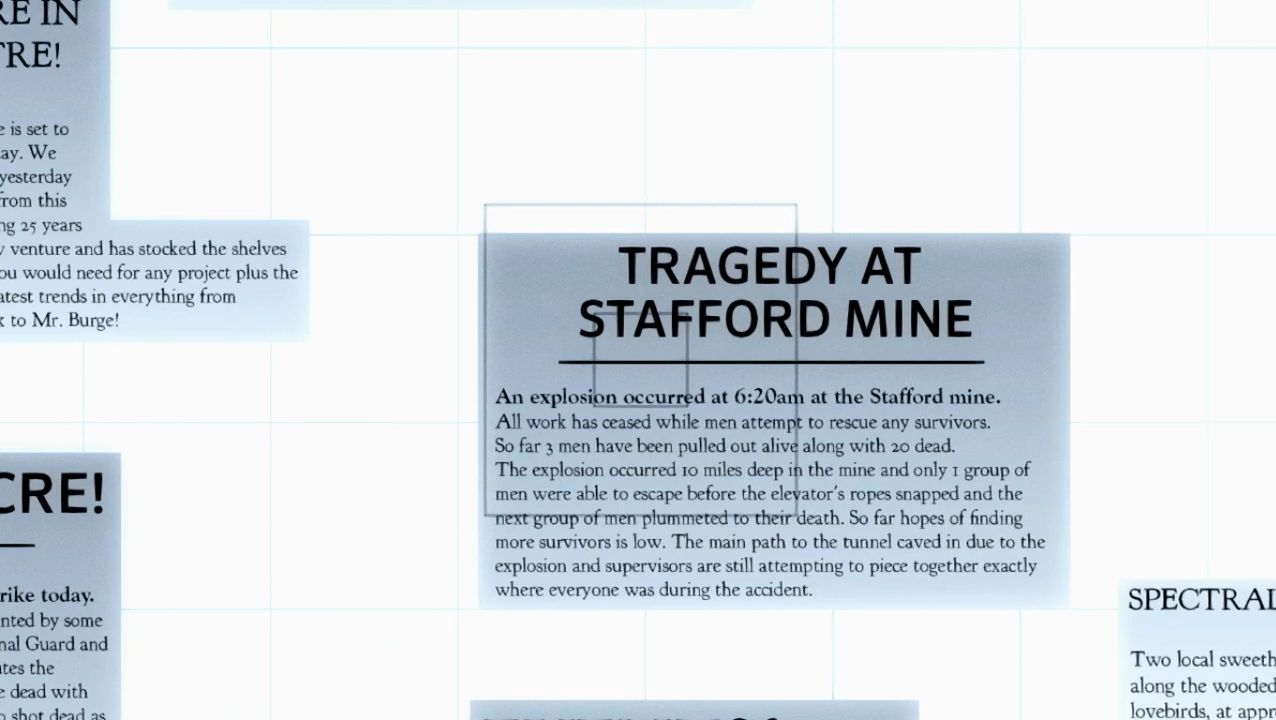 RE IN
TRE!
e is set to
ay. We
yesterday
from this
ng 25 years
venture and has stocked the shelves
ou would need for any project plus the
atest trends in everything from
to Mr. Burge!
TRAGEDY AT
STAFFORD MINE
An explosion occurred at 6:20am at the Stafford mine.
All work has ceased while men attempt to rescue any survivors.
So far 3 men have been pulled out alive along with 20 dead.
The explosion occurred 10 miles deep in the mine and only 1 group of
men were able to escape before the elevator's ropes snapped and the
next group of men plummeted to their death. So far hopes of finding
more survivors is low. The main path to the tunnel caved in due to the
explosion and supervisors are still attempting to piece together exactly
where everyone was during the accident.
CRE!
rike today.
nted by some
nal Guard and
tes the
e dead with
o shot dead as
SPECTRAL
Two local sweeth
along the wooded
lovebirds, at appr